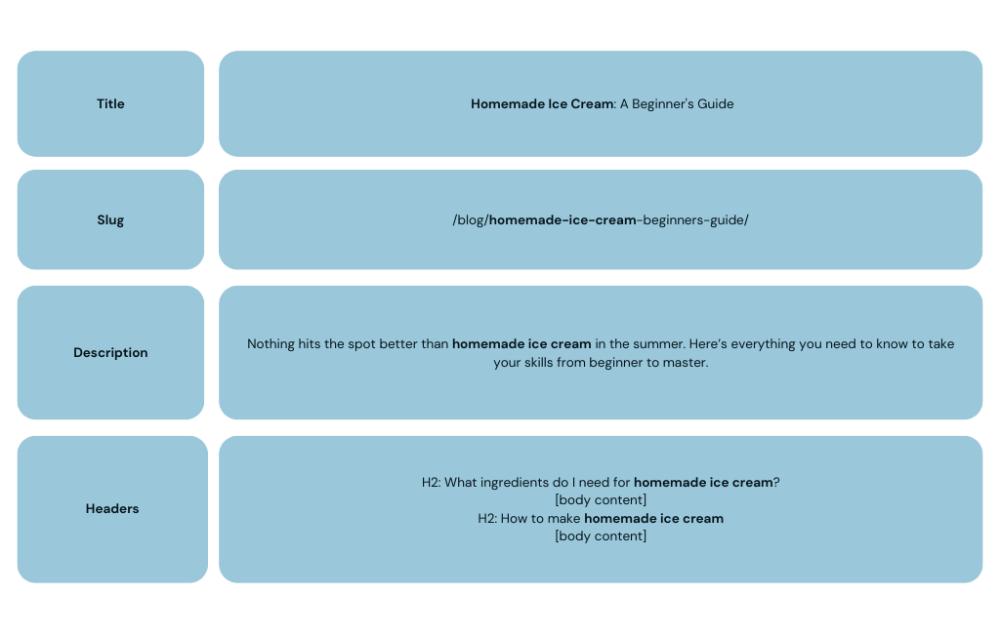 Title
Homemade Ice Cream: A Beginner's Guide
Slug
/blog/homemade-ice-cream-beginners-guide/
Description
Nothing hits the spot better than homemade ice cream in the summer. Here’s everything you need to know to take
your skills from beginner to master.
Headers
H2: What ingredients do I need for homemade ice cream?
[body content]
H2: How to make homemade ice cream
[body content]